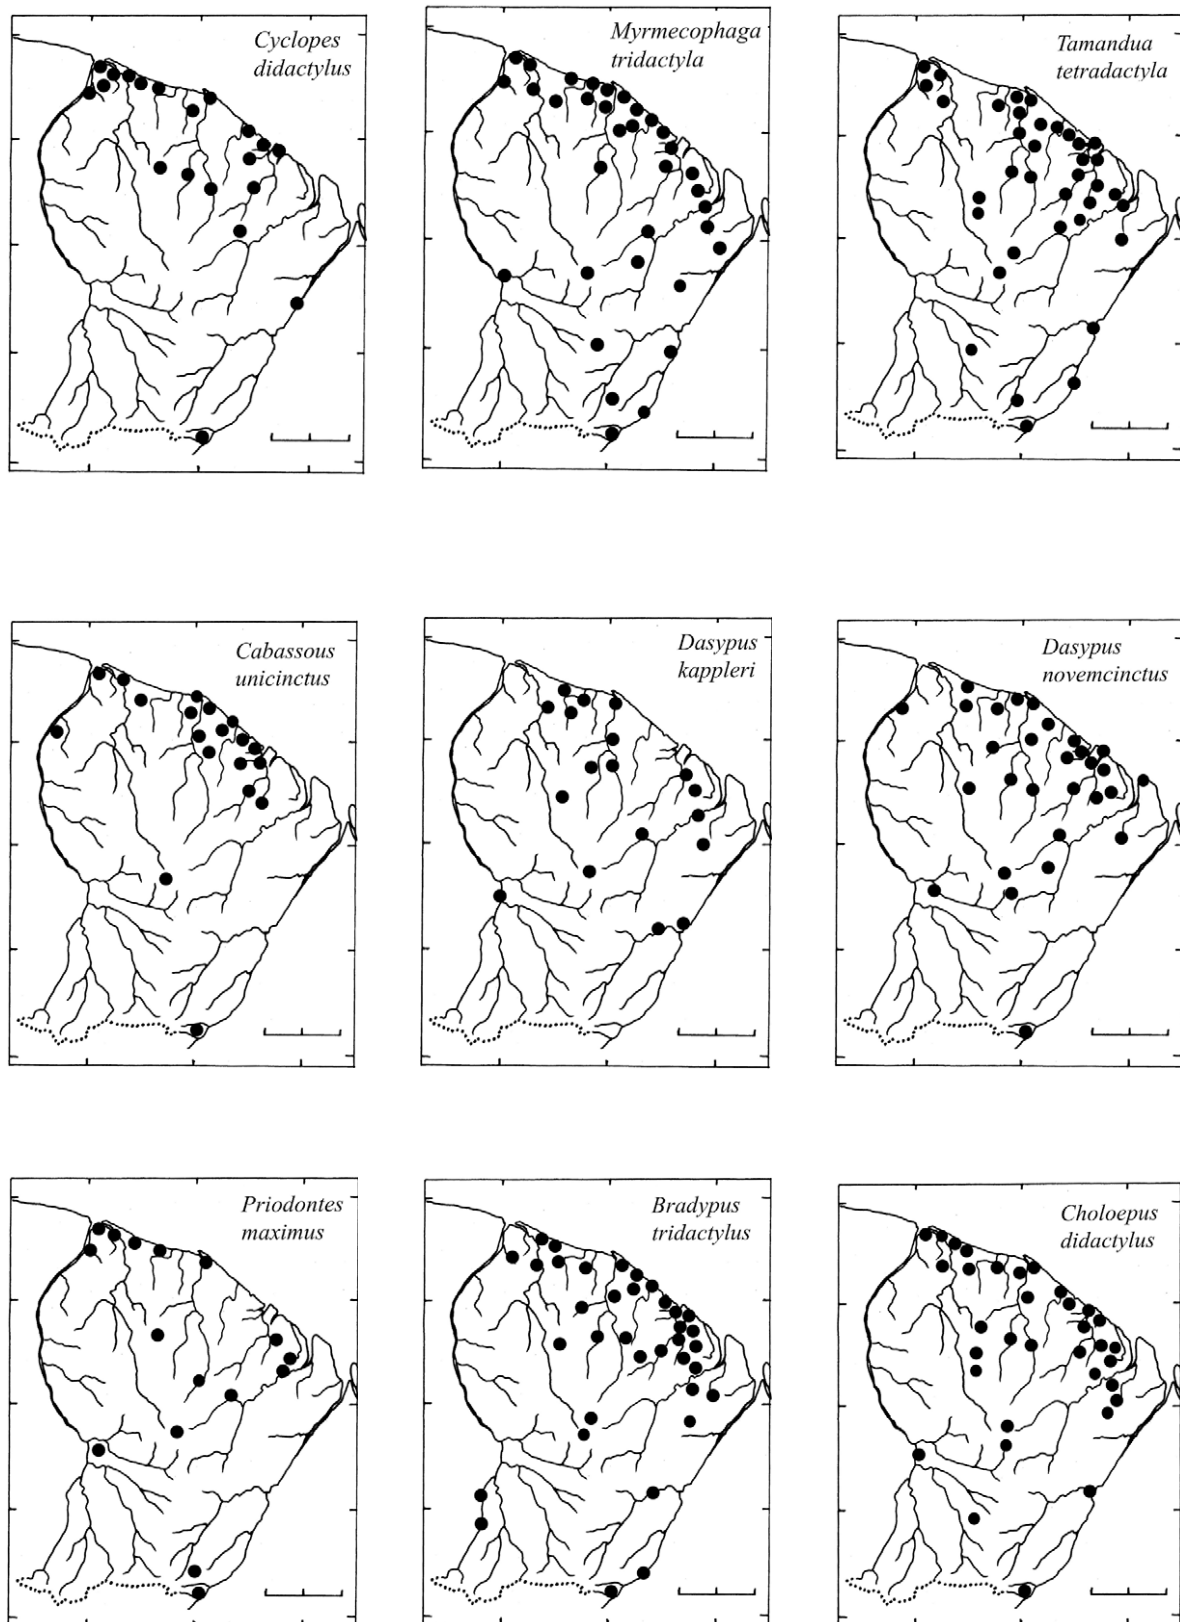 Cyclopes
didactylus
Myrmecophaga
tridactyla
Tamandua
tetradactyla
Cabassous
unicinctus
Dasypus
kappleri
Dasypus
novemcinctus
Priodontes
maximus
Bradypus
tridactylus
Choloepus
didactylus